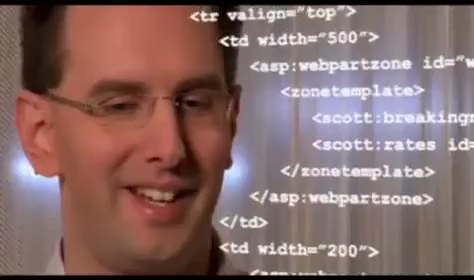 <tr valign="top">
<td width="500">
<asp:webpartzone id="w
<zonetemplate>
<scott:breakingn
<scott:rates id=
</zonetemplate>
</asp:webpartzone>
</td>
<td width="200">